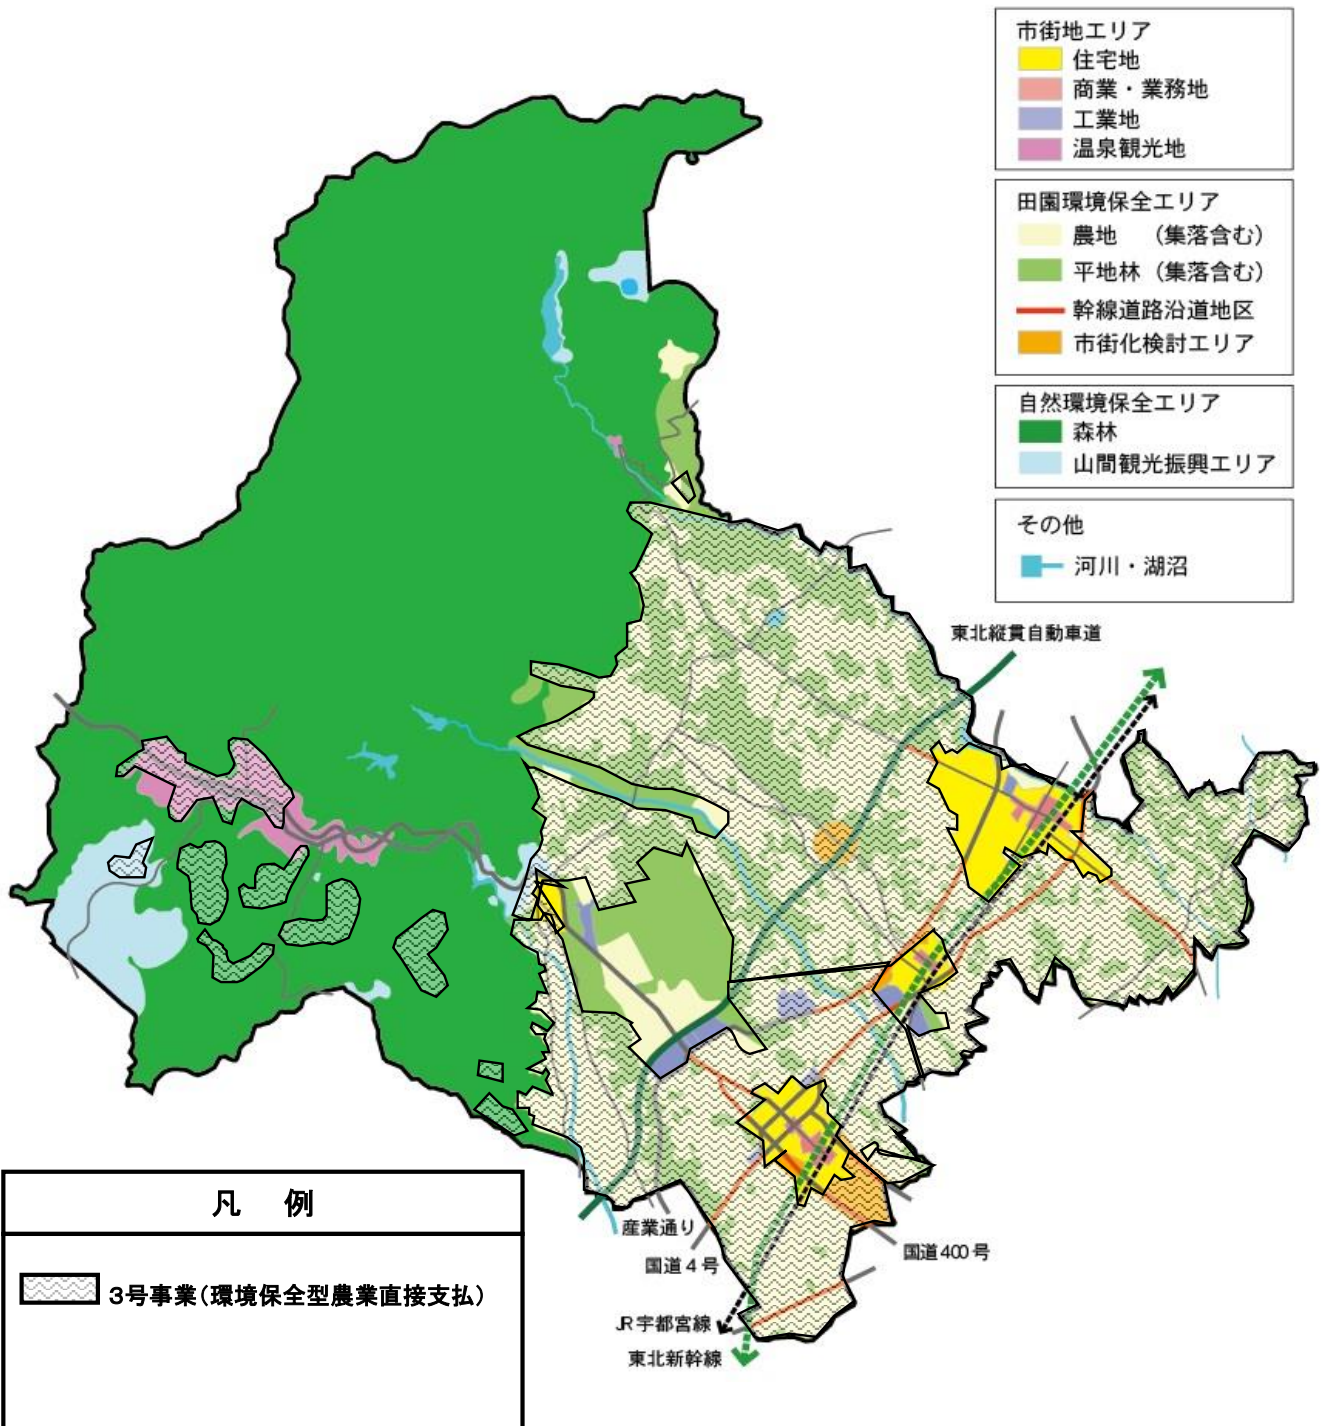 市街地エリア
住宅地
商業・業務地
工業地
温泉観光地
田園環境保全エリア
農地 （集落含む）
平地林（集落含む）
幹線道路沿道地区
市街化検討エリア
自然環境保全エリア
森林
山間観光振興エリア
その他
河川・湖沼
東北縦貫自動車道
産業通り
国道４号
国道400号
JR宇都宮線
東北新幹線
凡 例
3号事業（環境保全型農業直接支払）